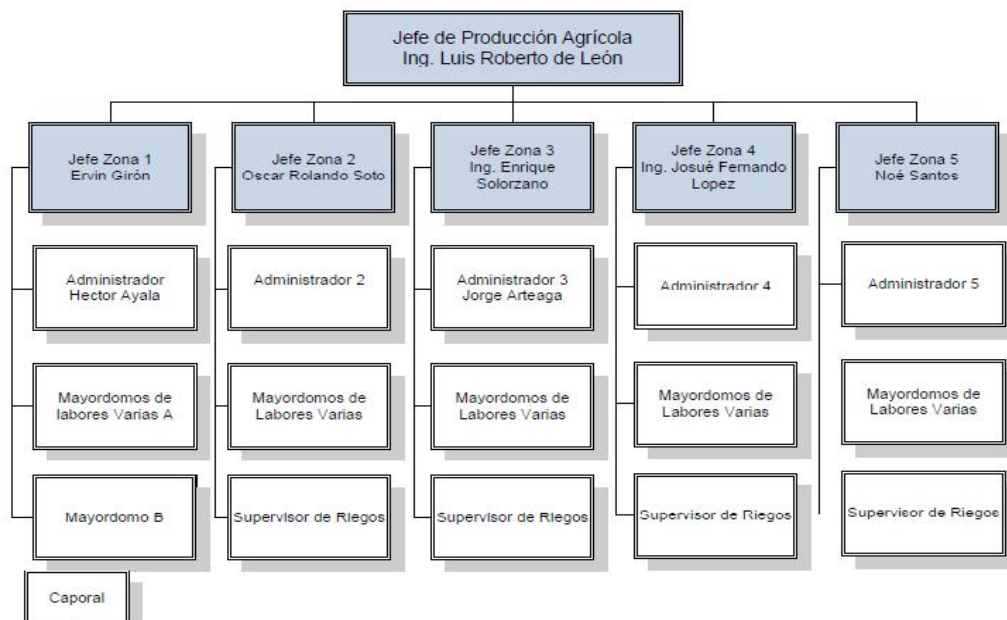 Jefe de Producción Agrícola
Ing. Luis Roberto de León
Jefe Zona 1
Ervin Girón
Jefe Zona 2
Oscar Rolando Soto
Jefe Zona 3
Ing. Enrique
Solorzano
Jefe Zona 4
Ing. Josué Fernando
Lopez
Jefe Zona 5
Noé Santos
Administrador
Hector Ayala
Administrador 2
Administrador 3
Jorge Arteaga
Administrador 4
Administrador 5
Mayordomos de
labores Varias A
Mayordomos de
Labores Varias
Mayordomos de
Labores Varias
Mayordomos de
Labores Varias
Mayordomos de
Labores Varias
Mayordomo B
Supervisor de Riegos
Supervisor de Riegos
Supervisor de Riegos
Supervisor de Riegos
Caporal